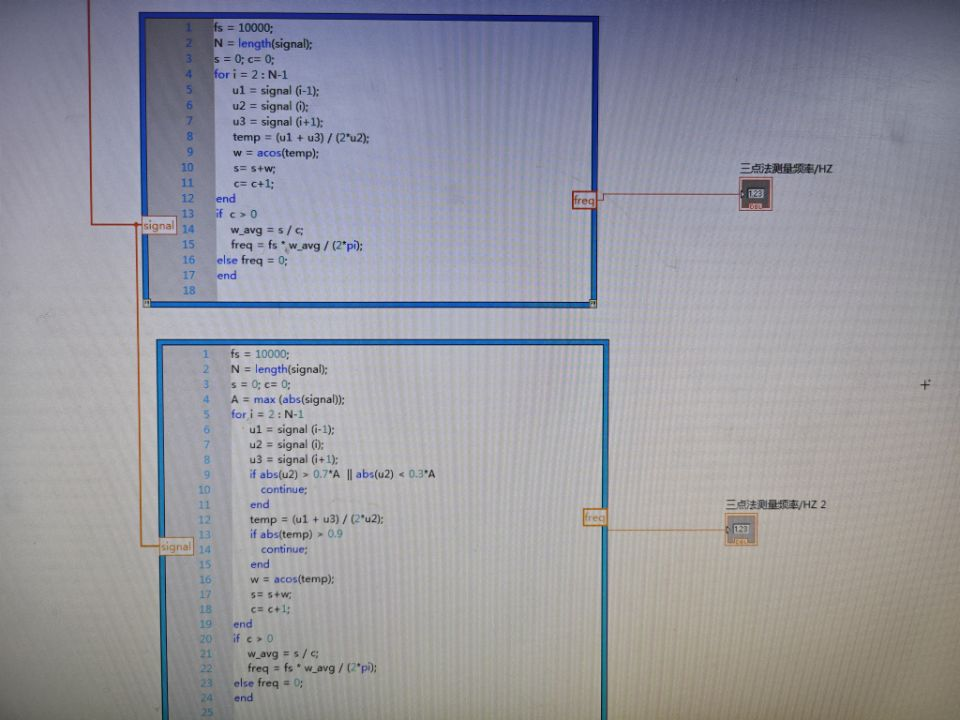 1 fs = 10000;
2 N = length(signal);
3 s = 0; c= 0;
4 for i = 2 : N-1
5 u1 = signal (i-1);
6 u2 = signal (i);
7 u3 = signal (i+1);
8 temp = (u1 + u3) / (2*u2);
9 w = acos(temp);
10 s= s+w;
11 c= c+1;
12 end
13 if c > 0
14 w_avg = s / c;
15 freq = fs * w_avg / (2*pi);
16 else freq = 0;
17 end
18
signal
freq
三点法测量频率/HZ
1.23
DBL
1 fs = 10000;
2 N = length(signal);
3 s = 0; c= 0;
4 A = max (abs(signal));
5 for i = 2 : N-1
6 u1 = signal (i-1);
7 u2 = signal (i);
8 u3 = signal (i+1);
9 if abs(u2) > 0.7*A || abs(u2) < 0.3*A
10 continue;
11 end
12 temp = (u1 + u3) / (2*u2);
13 if abs(temp) > 0.9
14 continue;
15 end
16 w = acos(temp);
17 s= s+w;
18 c= c+1;
19 end
20 if c > 0
21 w_avg = s / c;
22 freq = fs * w_avg / (2*pi);
23 else freq = 0;
24 end
25
signal
freq
三点法测量频率/HZ 2
1.23
DBL